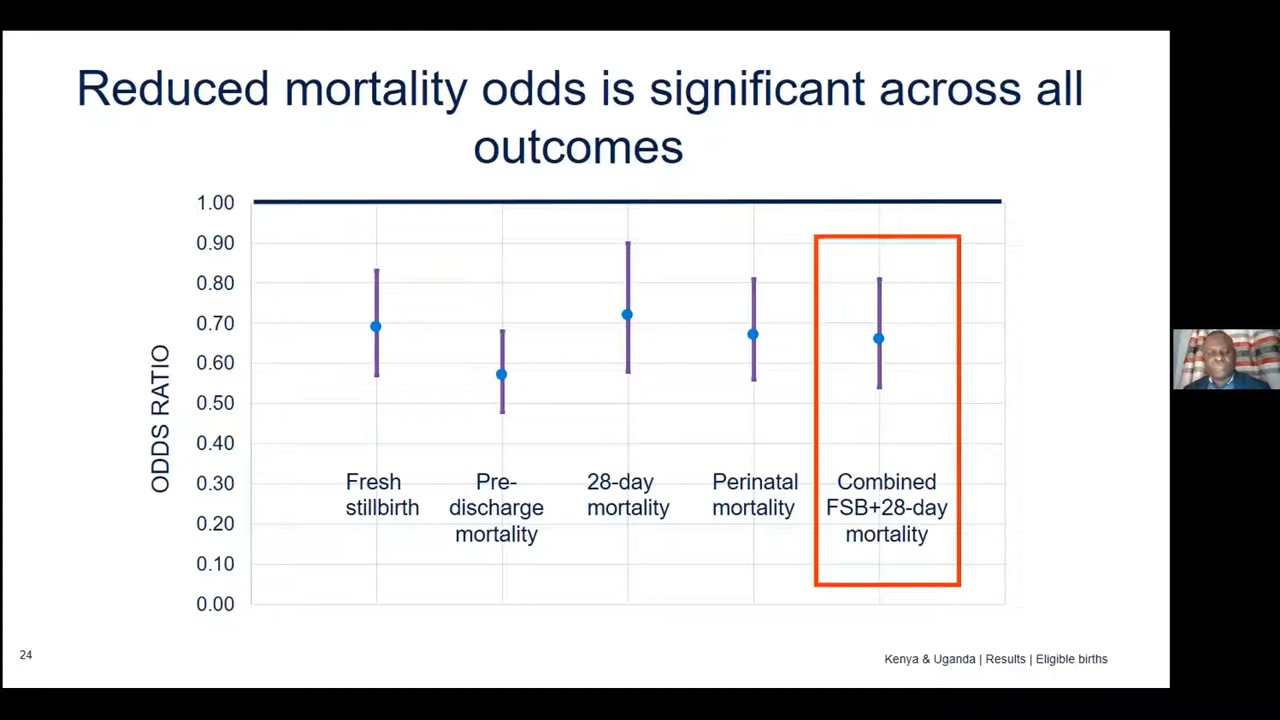 Reduced mortality odds is significant across all
outcomes
1.00
0.90
0.80
0.70
0.60
0.50
0.40
0.30
0.20
0.10
0.00
ODDS RATIO
Fresh
stillbirth
Pre-
discharge
mortality
28-day
mortality
Perinatal
mortality
Combined
FSB+28-day
mortality
24
Kenya & Uganda | Results | Eligible births